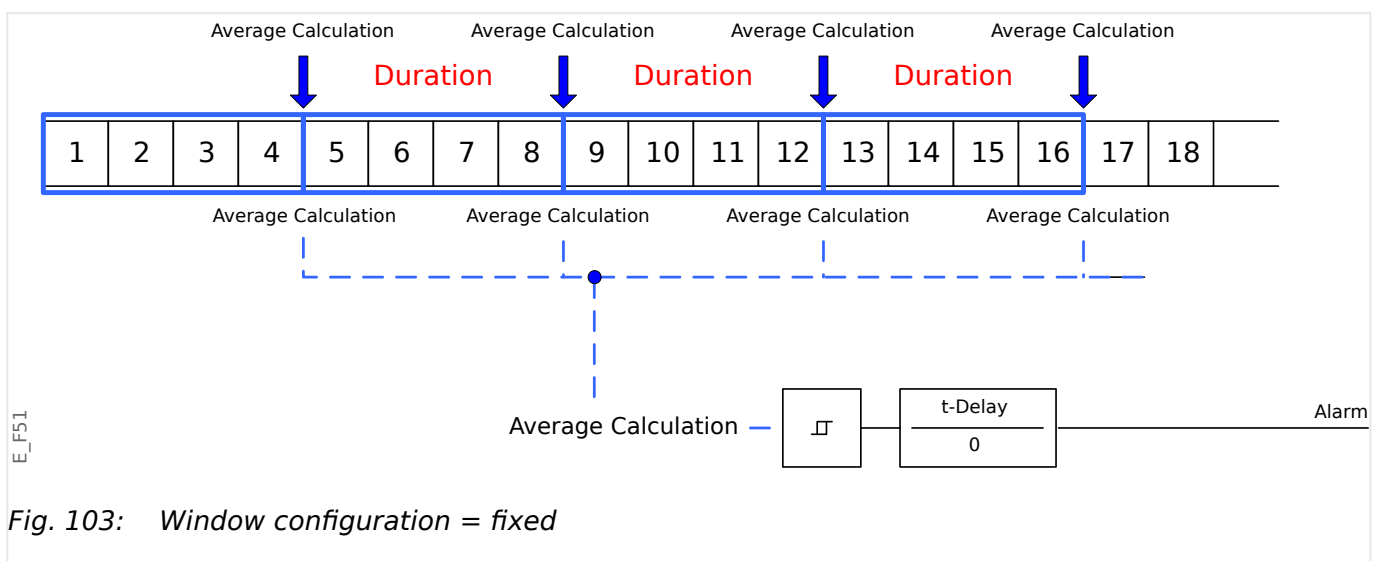 Average Calculation Average Calculation Average Calculation Average Calculation
Duration Duration Duration
1 2 3 4 5 6 7 8 9 10 11 12 13 14 15 16 17 18
Average Calculation Average Calculation Average Calculation Average Calculation
t-Delay
Alarm
Average Calculation
0
E_F51
Fig. 103: Window configuration = fixed